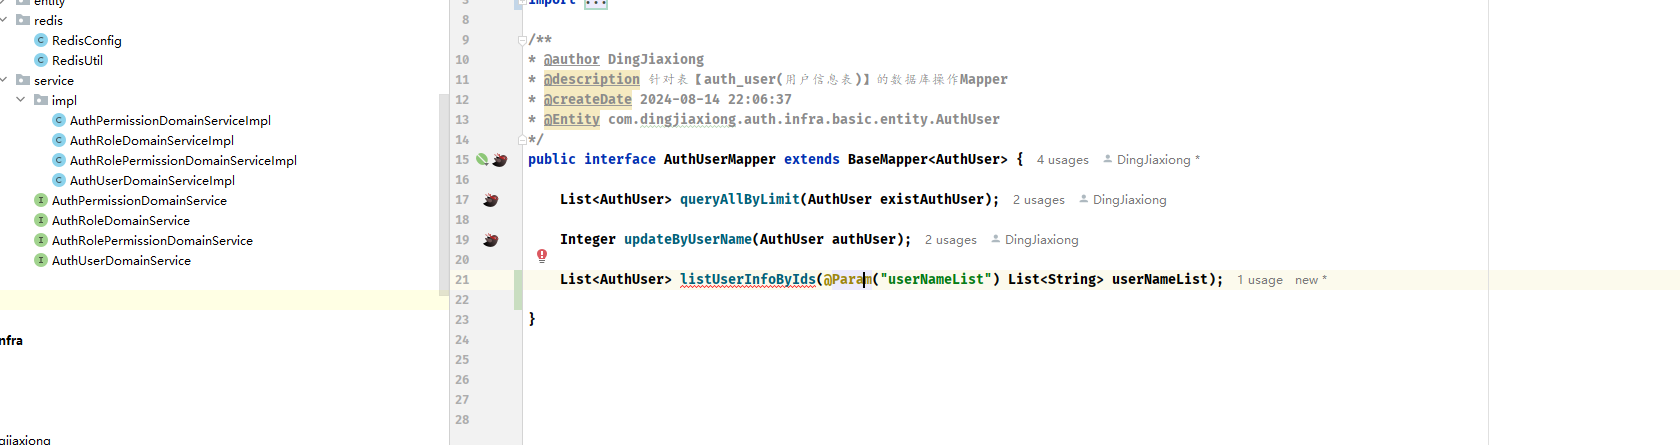 entity
redis
RedisConfig
RedisUtil
service
impl
AuthPermissionDomainServiceImpl
AuthRoleDomainServiceImpl
AuthRolePermissionDomainServiceImpl
AuthUserDomainServiceImpl
AuthPermissionDomainService
AuthRoleDomainService
AuthRolePermissionDomainService
AuthUserDomainService
nfra
gjiaxiong
import ...
8
9 /**
10 * @author DingJiaxiong
11 * @description 针对表【auth_user(用户信息表)】的数据库操作Mapper
12 * @createDate 2024-08-14 22:06:37
13 * @Entity com.dingjiaxiong.auth.infra.basic.entity.AuthUser
14 */
15 public interface AuthUserMapper extends BaseMapper<AuthUser> { 4 usages DingJiaxiong *
16
17 List<AuthUser> queryAllByLimit(AuthUser existAuthUser); 2 usages DingJiaxiong
18
19 Integer updateByUserName(AuthUser authUser); 2 usages DingJiaxiong
20
21 List<AuthUser> listUserInfoByIds(@Param("userNameList") List<String> userNameList); 1 usage new *
22
23 }
24
25
26
27
28